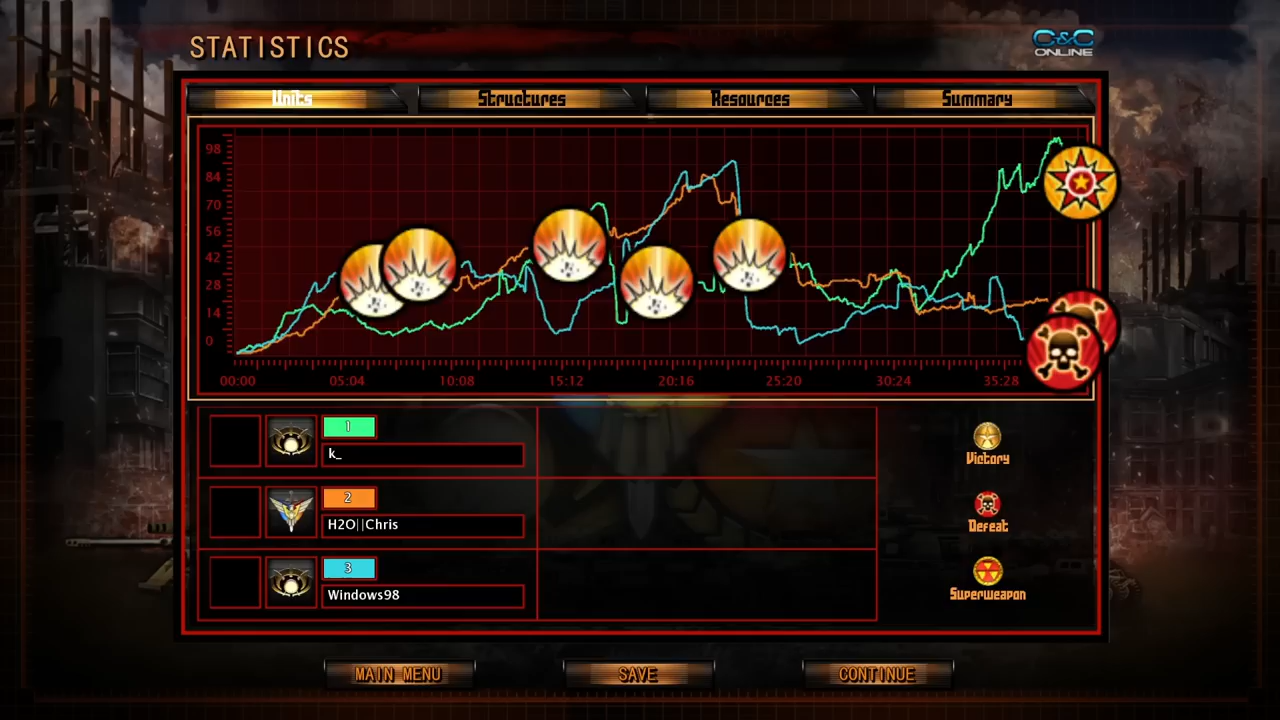 STATISTICS
C&C
ONLINE
Units Structures Resources Summary
98
84
70
56
42
28
14
0
00:00 05:04 10:08 15:12 20:16 25:20 30:24 35:28
1
k_
Victory
2
H2O||Chris
Defeat
3
Windows98
Superweapon
MAIN MENU SAVE CONTINUE